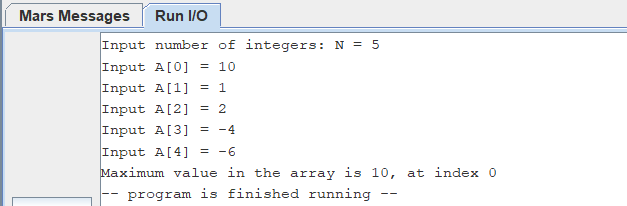 Mars Messages Run I/O
Input number of integers: N = 5
Input A[0] = 10
Input A[1] = 1
Input A[2] = 2
Input A[3] = -4
Input A[4] = -6
Maximum value in the array is 10, at index 0
-- program is finished running --